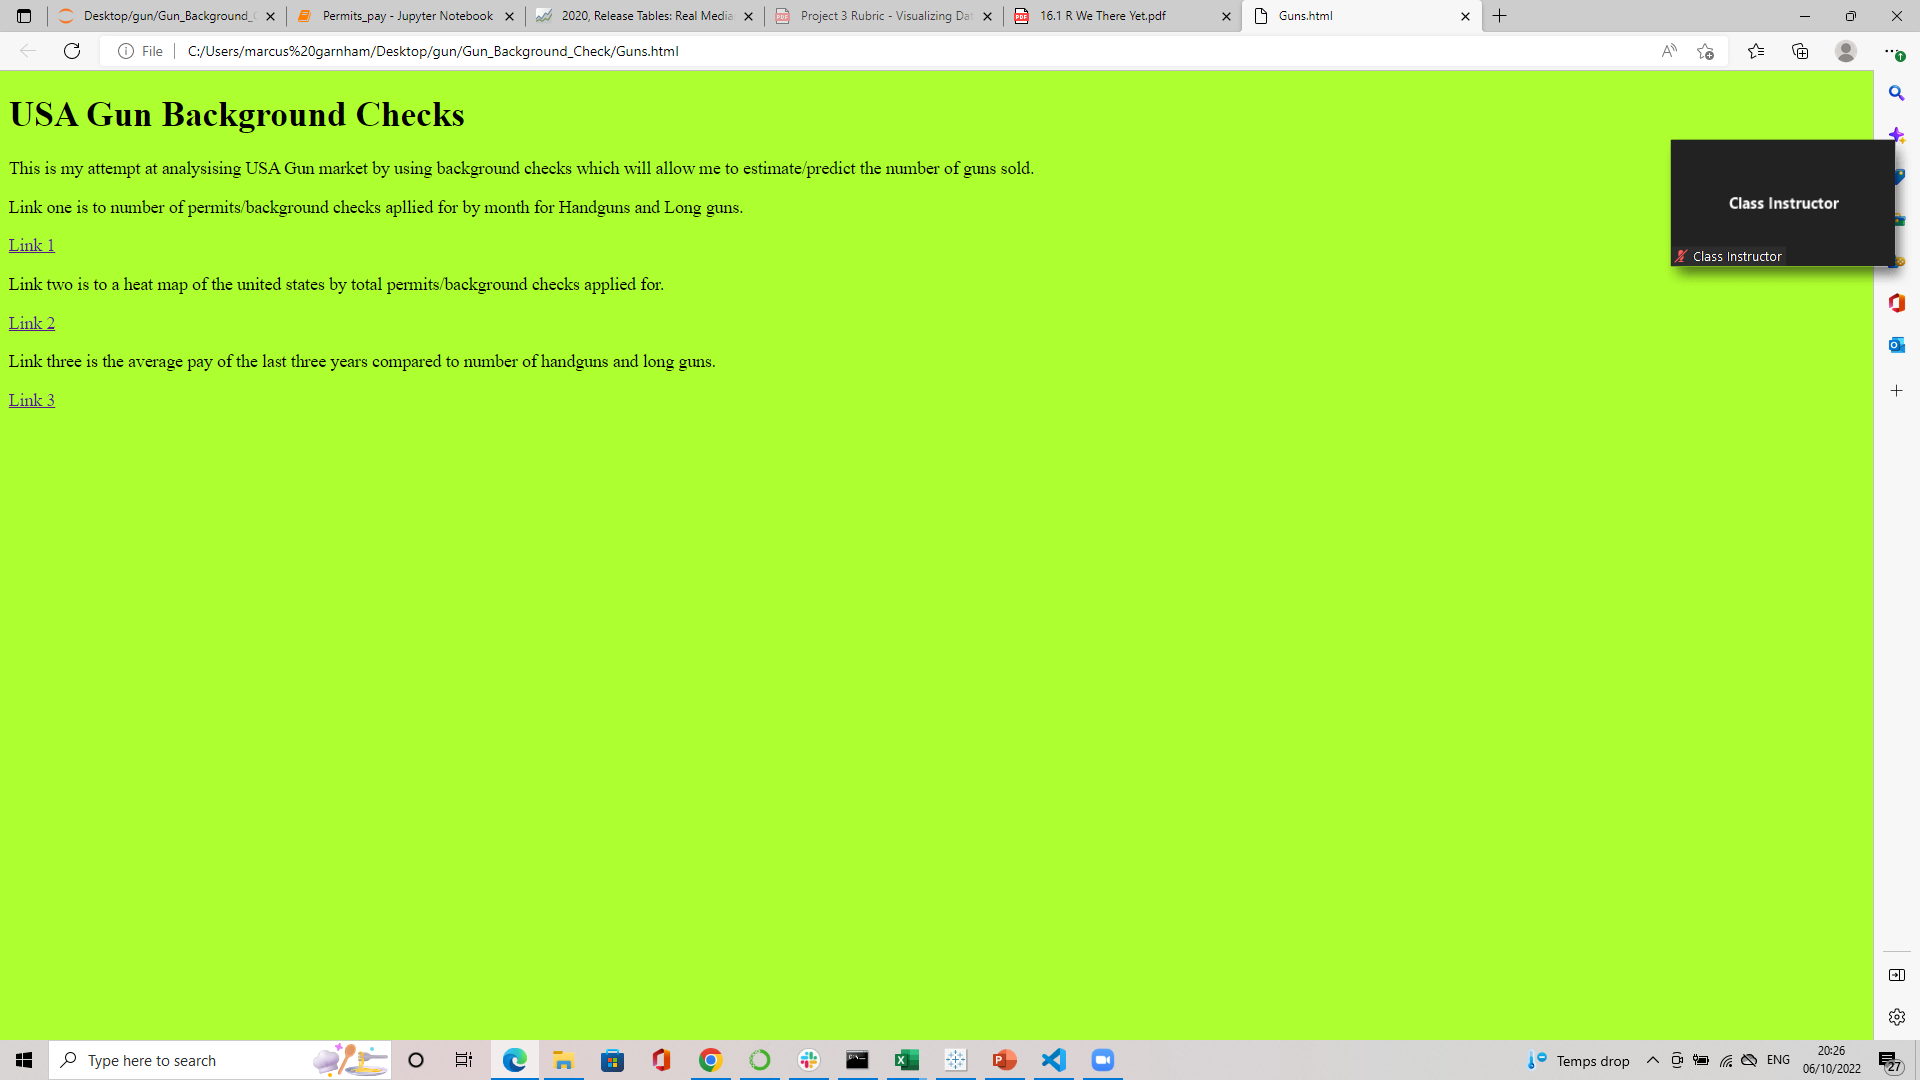 Desktop/gun/Gun_Background_C
Permits_pay - Jupyter Notebook
2020, Release Tables: Real Media
Project 3 Rubric - Visualizing Dat
16.1 R We There Yet.pdf
Guns.html
File
C:/Users/marcus%20garnham/Desktop/gun/Gun_Background_Check/Guns.html
USA Gun Background Checks
This is my attempt at analysising USA Gun market by using background checks which will allow me to estimate/predict the number of guns sold.
Link one is to number of permits/background checks apllied for by month for Handguns and Long guns.
Link 1
Link two is to a heat map of the united states by total permits/background checks applied for.
Link 2
Link three is the average pay of the last three years compared to number of handguns and long guns.
Link 3
Class Instructor
Class Instructor
Type here to search
Temps drop
ENG
20:26
06/10/2022
27